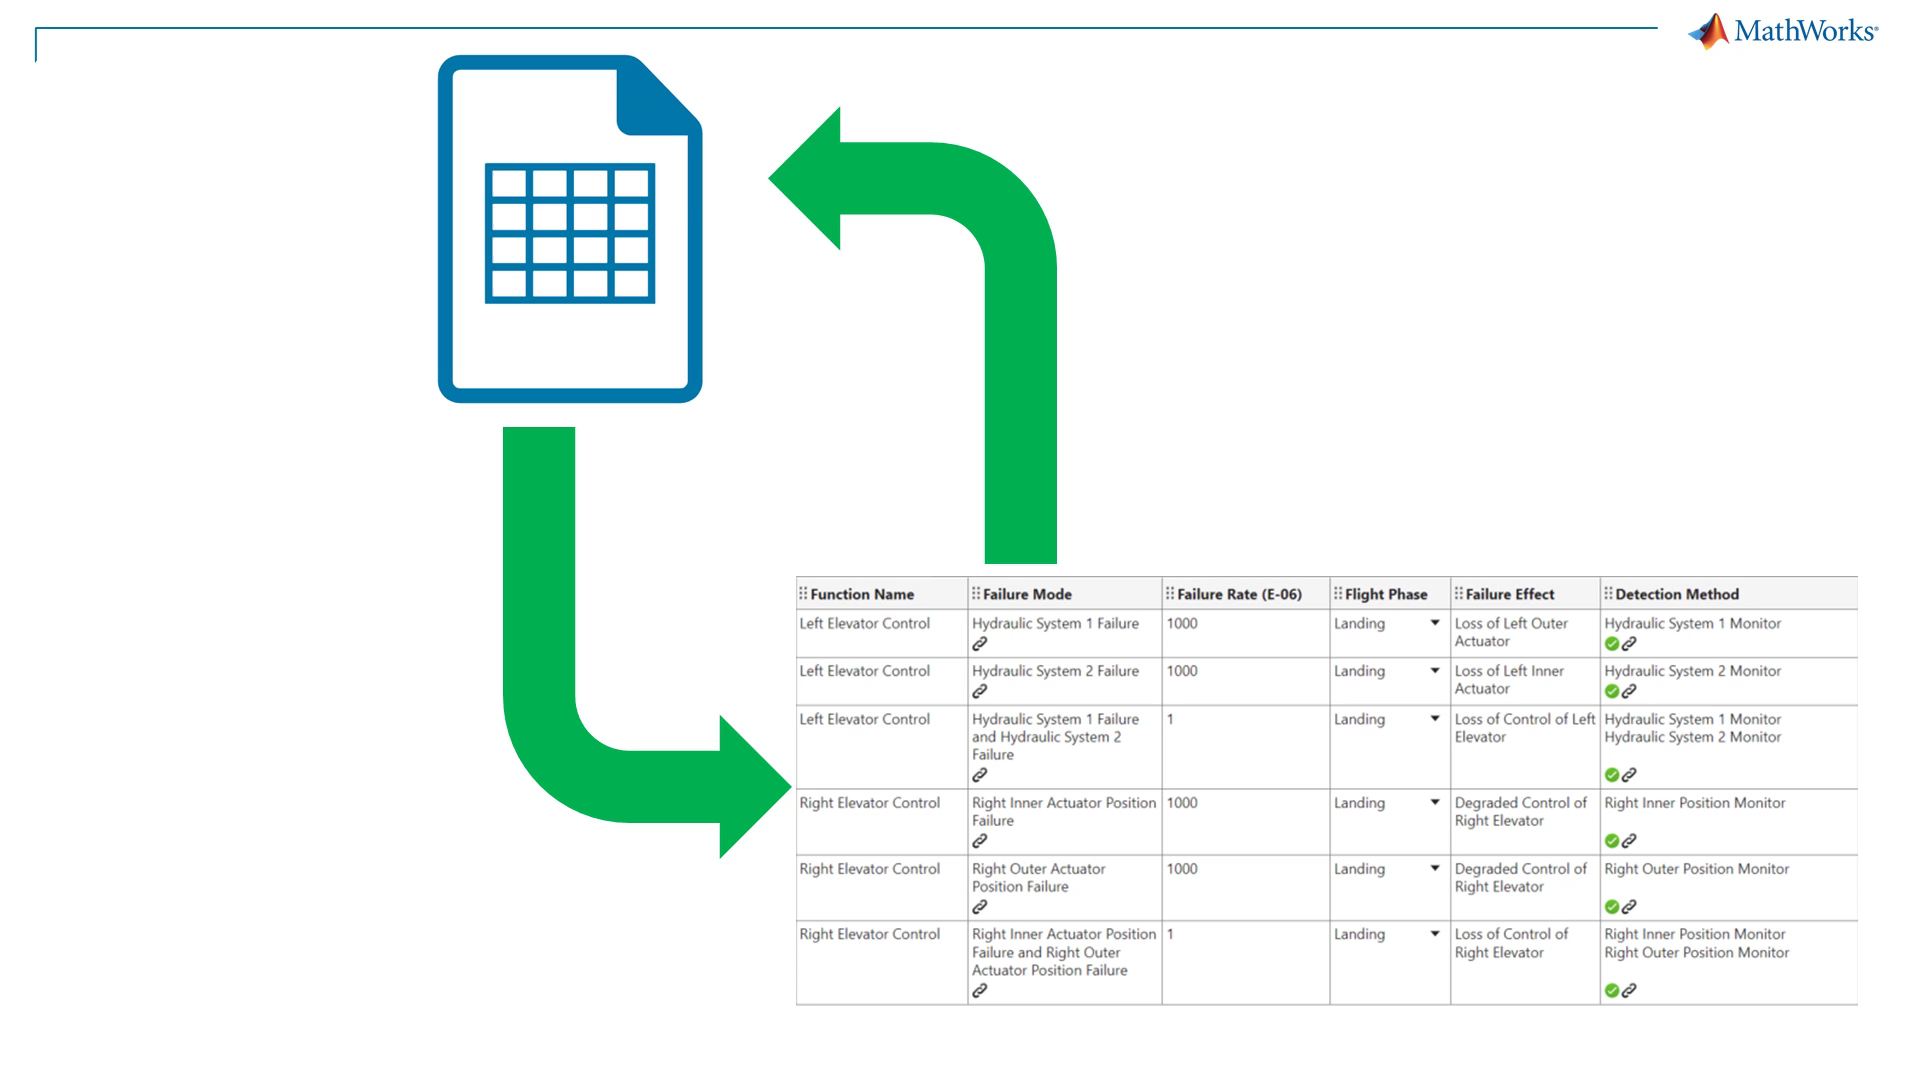 MathWorks®
Function Name Failure Mode Failure Rate (E-06) Flight Phase Failure Effect Detection Method
Left Elevator Control Hydraulic System 1 Failure 1000 Landing Loss of Left Outer Hydraulic System 1 Monitor
Actuator
Left Elevator Control Hydraulic System 2 Failure 1000 Landing Loss of Left Inner Hydraulic System 2 Monitor
Actuator
Left Elevator Control Hydraulic System 1 Failure 1 Landing Loss of Control of Left Hydraulic System 1 Monitor
and Hydraulic System 2 Elevator Hydraulic System 2 Monitor
Failure
Right Elevator Control Right Inner Actuator Position 1000 Landing Degraded Control of Right Inner Position Monitor
Failure Right Elevator
Right Elevator Control Right Outer Actuator 1000 Landing Degraded Control of Right Outer Position Monitor
Position Failure Right Elevator
Right Elevator Control Right Inner Actuator Position 1 Landing Loss of Control of Right Inner Position Monitor
Failure and Right Outer Right Elevator Right Outer Position Monitor
Actuator Position Failure